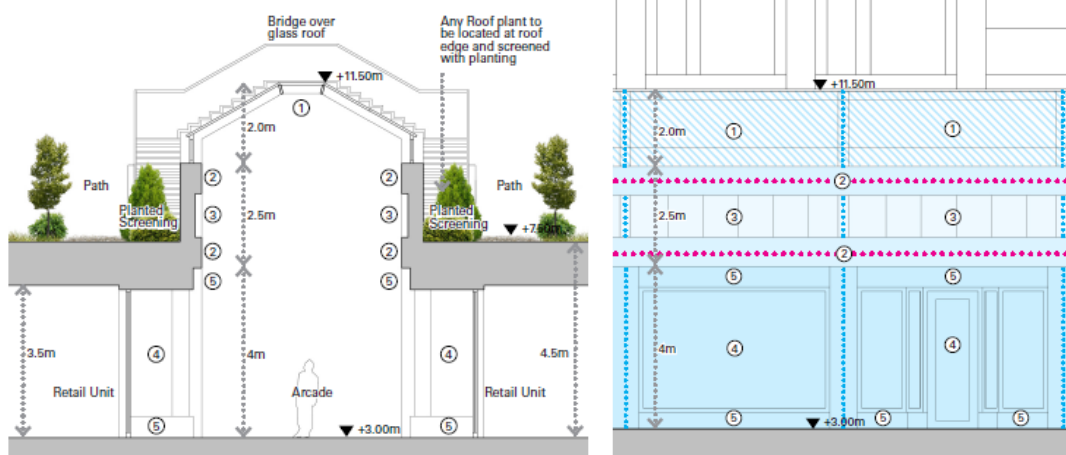 Bridge over
glass roof
Any Roof plant to
be located at roof
edge and screened
with planting
+11.50m
1
2.0m
2
2
Path
Path
Planted
Screening
Planted
Screening
3
2.5m
3
+7.50m
2
2
5
5
3.5m
4
4m
4
4.5m
Retail Unit
Arcade
Retail Unit
5
5
+3.00m
+11.50m
2.0m
1
1
2
2.5m
3
3
2
5
5
4m
4
4
5
5
5
+3.00m